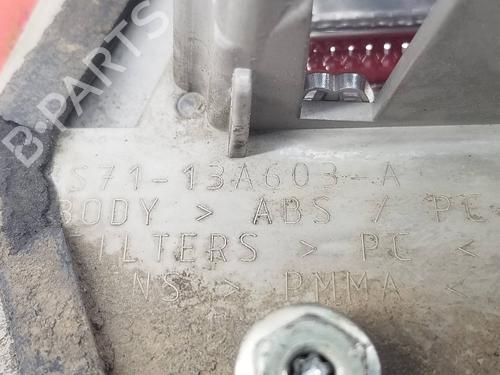 B-PARTS
S71-13A603-A
BODY > ABS / PC
FILTERS > PC <
NS > PMMA <